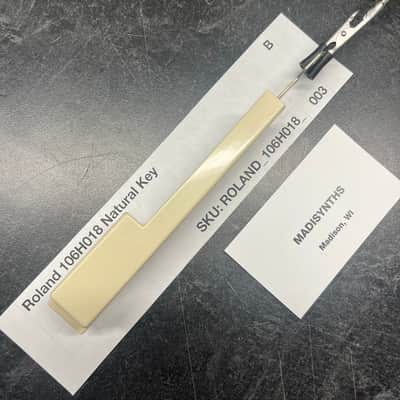 Roland 106H018 Natural Key
B
SKU: ROLAND_106H018_ 003
MADISYNTHS
Madison, WI